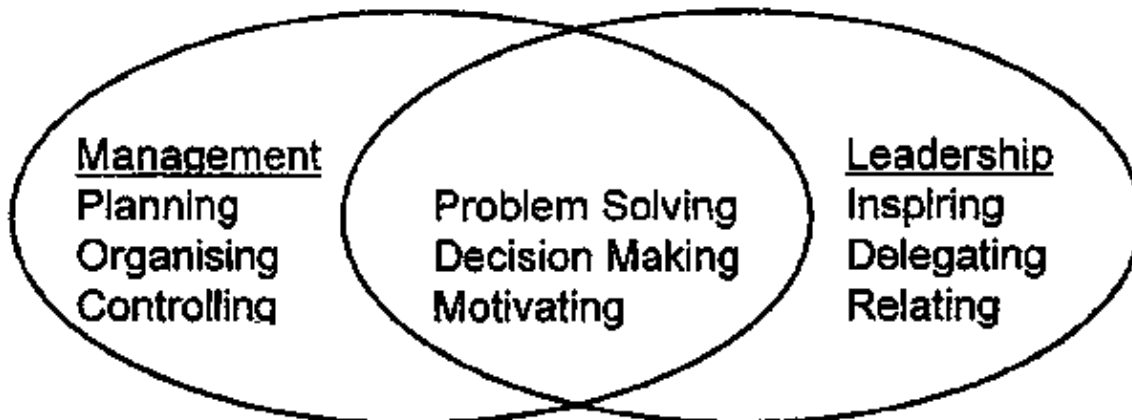 Management
Planning
Organising
Controlling
Problem Solving
Decision Making
Motivating
Leadership
Inspiring
Delegating
Relating